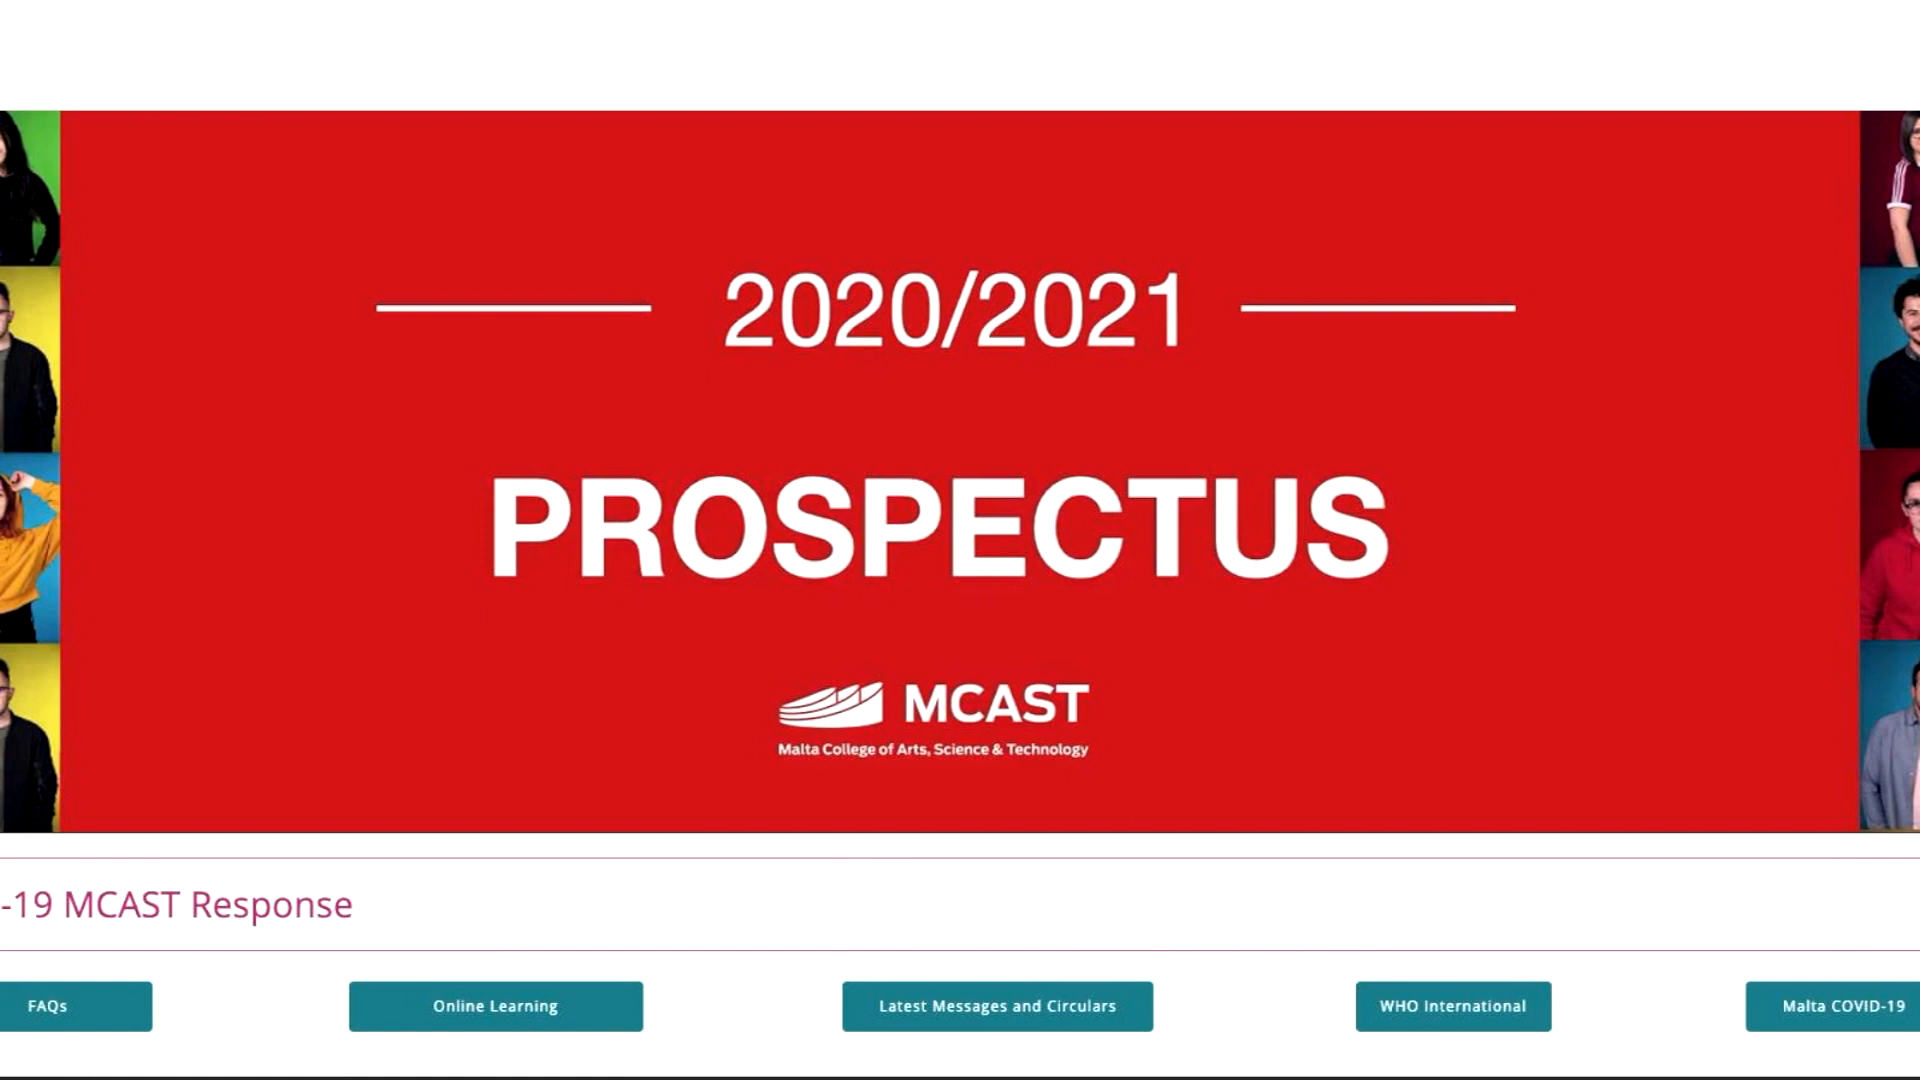 2020/2021
PROSPECTUS
MCAST
Malta College of Arts, Science & Technology
-19 MCAST Response
FAQs
Online Learning
Latest Messages and Circulars
WHO International
Malta COVID-19